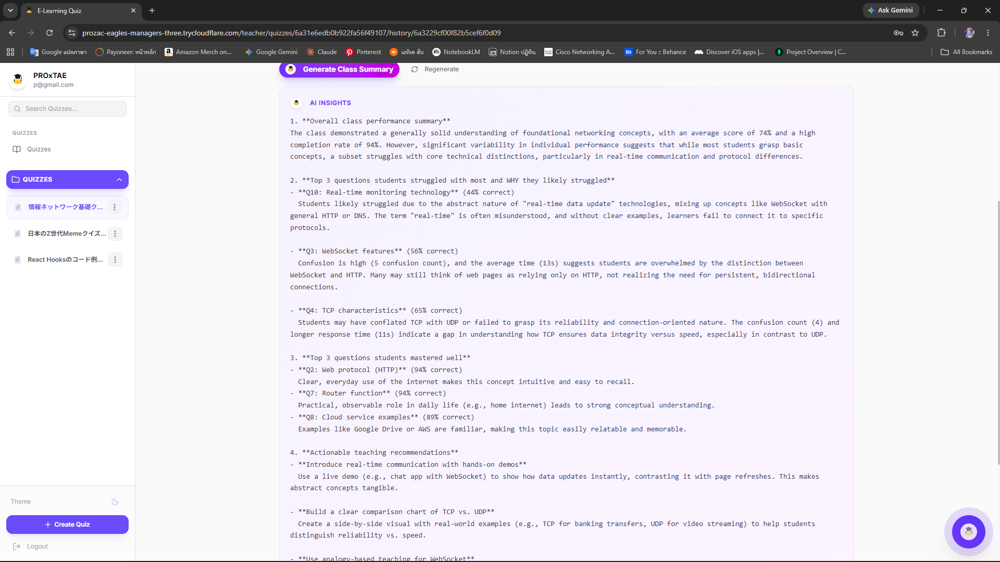 E-Learning Quiz
Ask Gemini
prozac-eagles-managers-three.trycloudflare.com/teacher/quizzes/6a31e6edb0b922fa56f49107/history/6a3229cf00f82b5cef6f0d09
Google แปลภาษา
Payoneer: หน้าหลัก
Amazon Merch on...
Google Gemini
Claude
Pinterest
เอทีเค ฮับ
NotebookLM
Notion ปฏิทิน
Cisco Networking A...
For You :: Behance
Discover iOS apps |...
Project Overview | C...
All Bookmarks
PROxTAE
p@gmail.com
Search Quizzes...
QUIZZES
Quizzes
QUIZZES
情報ネットワーク基礎ク...
日本のZ世代Memeクイズ...
React Hooksのコード例...
Theme
+ Create Quiz
Logout
Generate Class Summary
Regenerate
AI INSIGHTS
1. **Overall class performance summary**
The class demonstrated a generally solid understanding of foundational networking concepts, with an average score of 74% and a high
completion rate of 94%. However, significant variability in individual performance suggests that while most students grasp basic
concepts, a subset struggles with core technical distinctions, particularly in real-time communication and protocol differences.
2. **Top 3 questions students struggled with most and WHY they likely struggled**
- **Q10: Real-time monitoring technology** (44% correct)
Students likely struggled due to the abstract nature of "real-time data update" technologies, mixing up concepts like WebSocket with
general HTTP or DNS. The term "real-time" is often misunderstood, and without clear examples, learners fail to connect it to specific
protocols.
- **Q3: WebSocket features** (56% correct)
Confusion is high (5 confusion count), and the average time (13s) suggests students are overwhelmed by the distinction between
WebSocket and HTTP. Many may still think of web pages as relying only on HTTP, not realizing the need for persistent, bidirectional
connections.
- **Q4: TCP characteristics** (65% correct)
Students may have conflated TCP with UDP or failed to grasp its reliability and connection-oriented nature. The confusion count (4) and
longer response time (11s) indicate a gap in understanding how TCP ensures data integrity versus speed, especially in contrast to UDP.
3. **Top 3 questions students mastered well**
- **Q2: Web protocol (HTTP)** (94% correct)
Clear, everyday use of the internet makes this concept intuitive and easy to recall.
- **Q7: Router function** (94% correct)
Practical, observable role in daily life (e.g., home internet) leads to strong conceptual understanding.
- **Q8: Cloud service examples** (89% correct)
Examples like Google Drive or AWS are familiar, making this topic easily relatable and memorable.
4. **Actionable teaching recommendations**
- **Introduce real-time communication with hands-on demos**
Use a live demo (e.g., chat app with WebSocket) to show how data updates instantly, contrasting it with page refreshes. This makes
abstract concepts tangible.
- **Build a clear comparison chart of TCP vs. UDP**
Create a side-by-side visual with real-world examples (e.g., TCP for banking transfers, UDP for video streaming) to help students
distinguish reliability vs. speed.
- **Use analogy-based teaching for WebSocket**